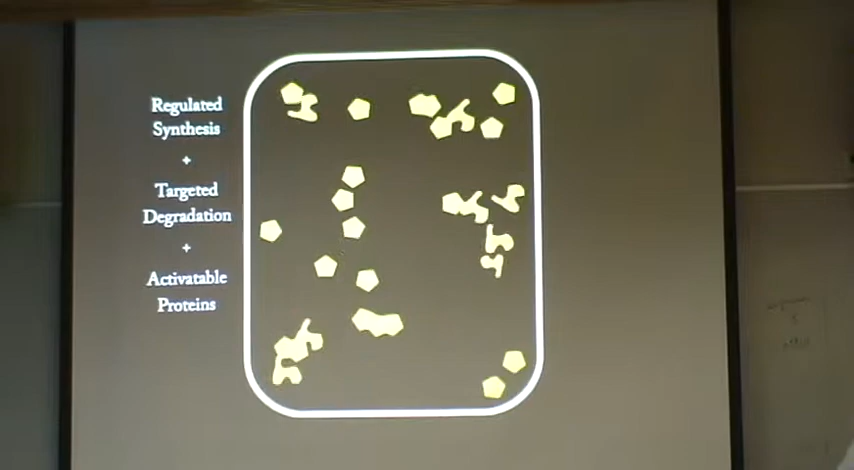 Regulated
Synthesis
+
Targeted
Degradation
+
Activatable
Proteins